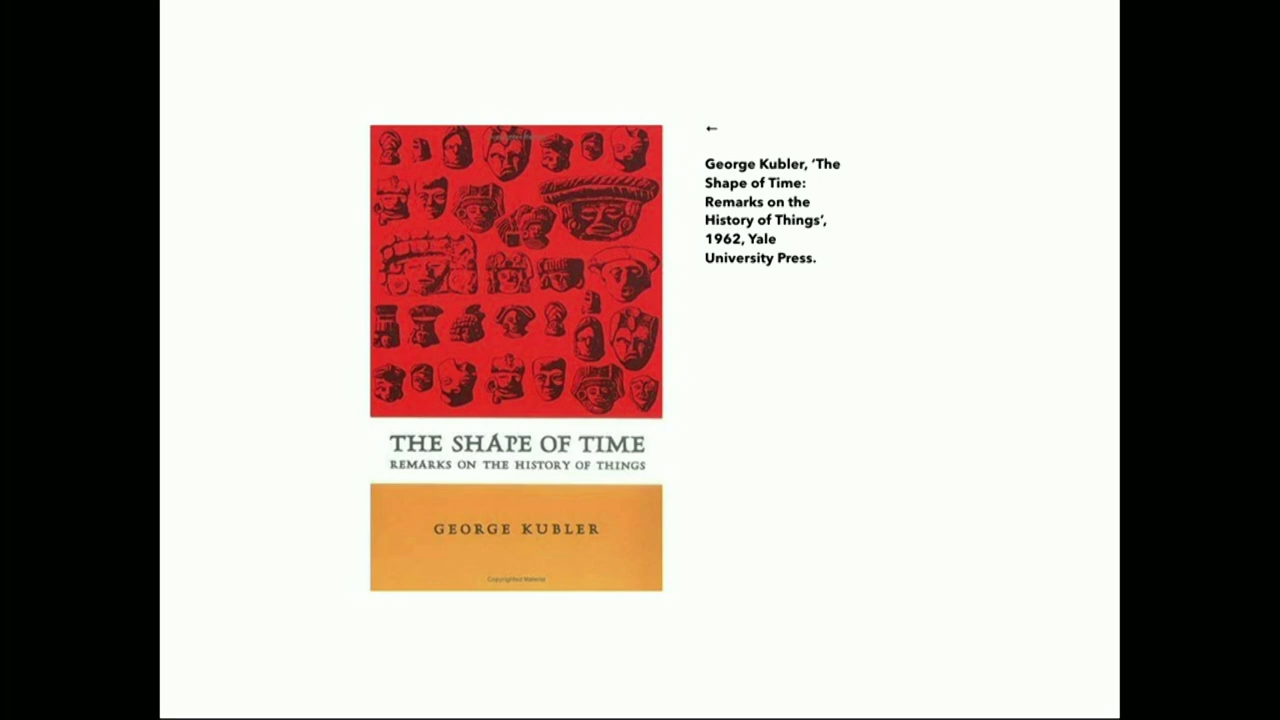 THE SHAPE OF TIME
REMARKS ON THE HISTORY OF THINGS
GEORGE KUBLER
Copyrighted Material
←
George Kubler, ‘The
Shape of Time:
Remarks on the
History of Things’,
1962, Yale
University Press.